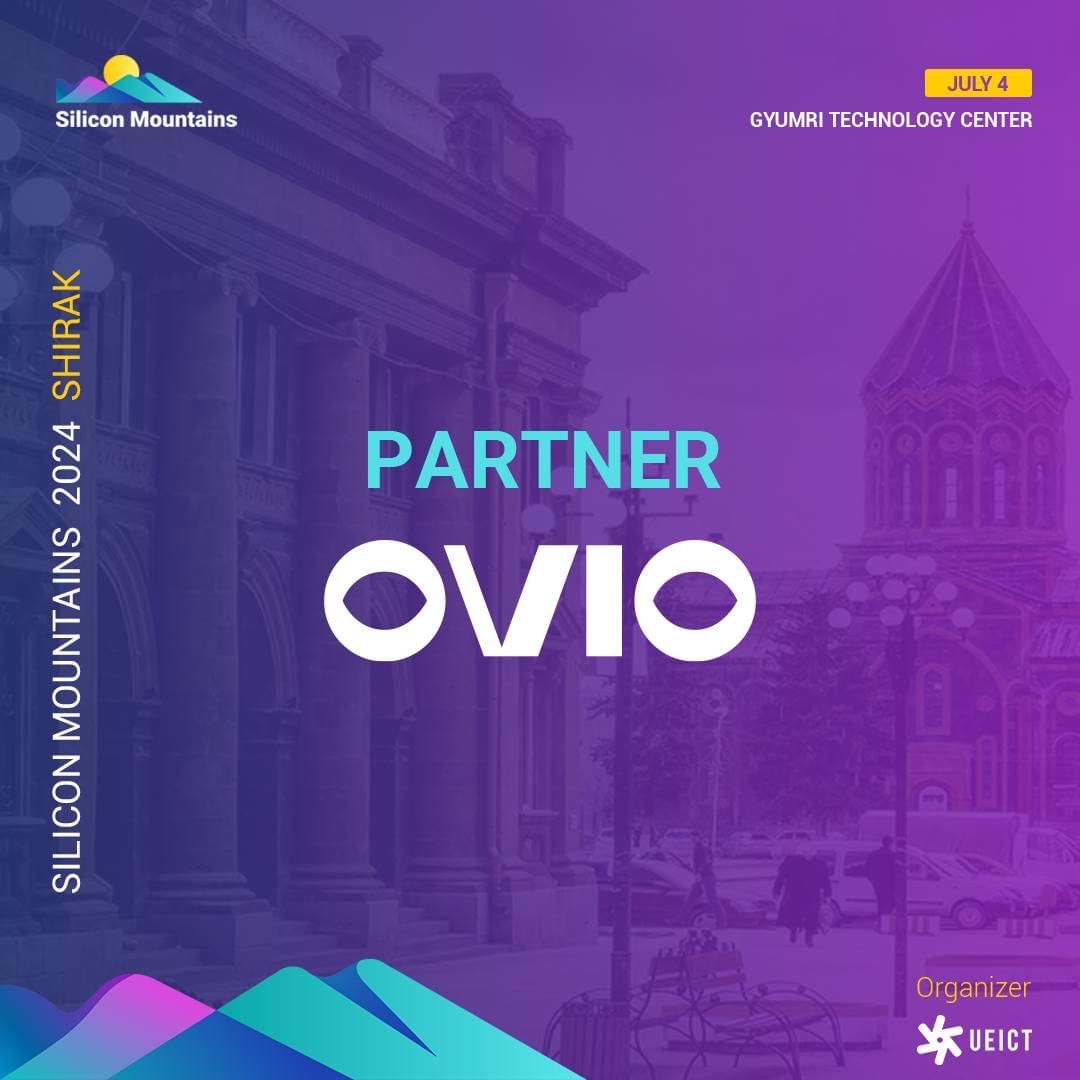 Silicon Mountains
JULY 4
GYUMRI TECHNOLOGY CENTER
SILICON MOUNTAINS 2024 SHIRAK
PARTNER
OVIO
Organizer
UEICT